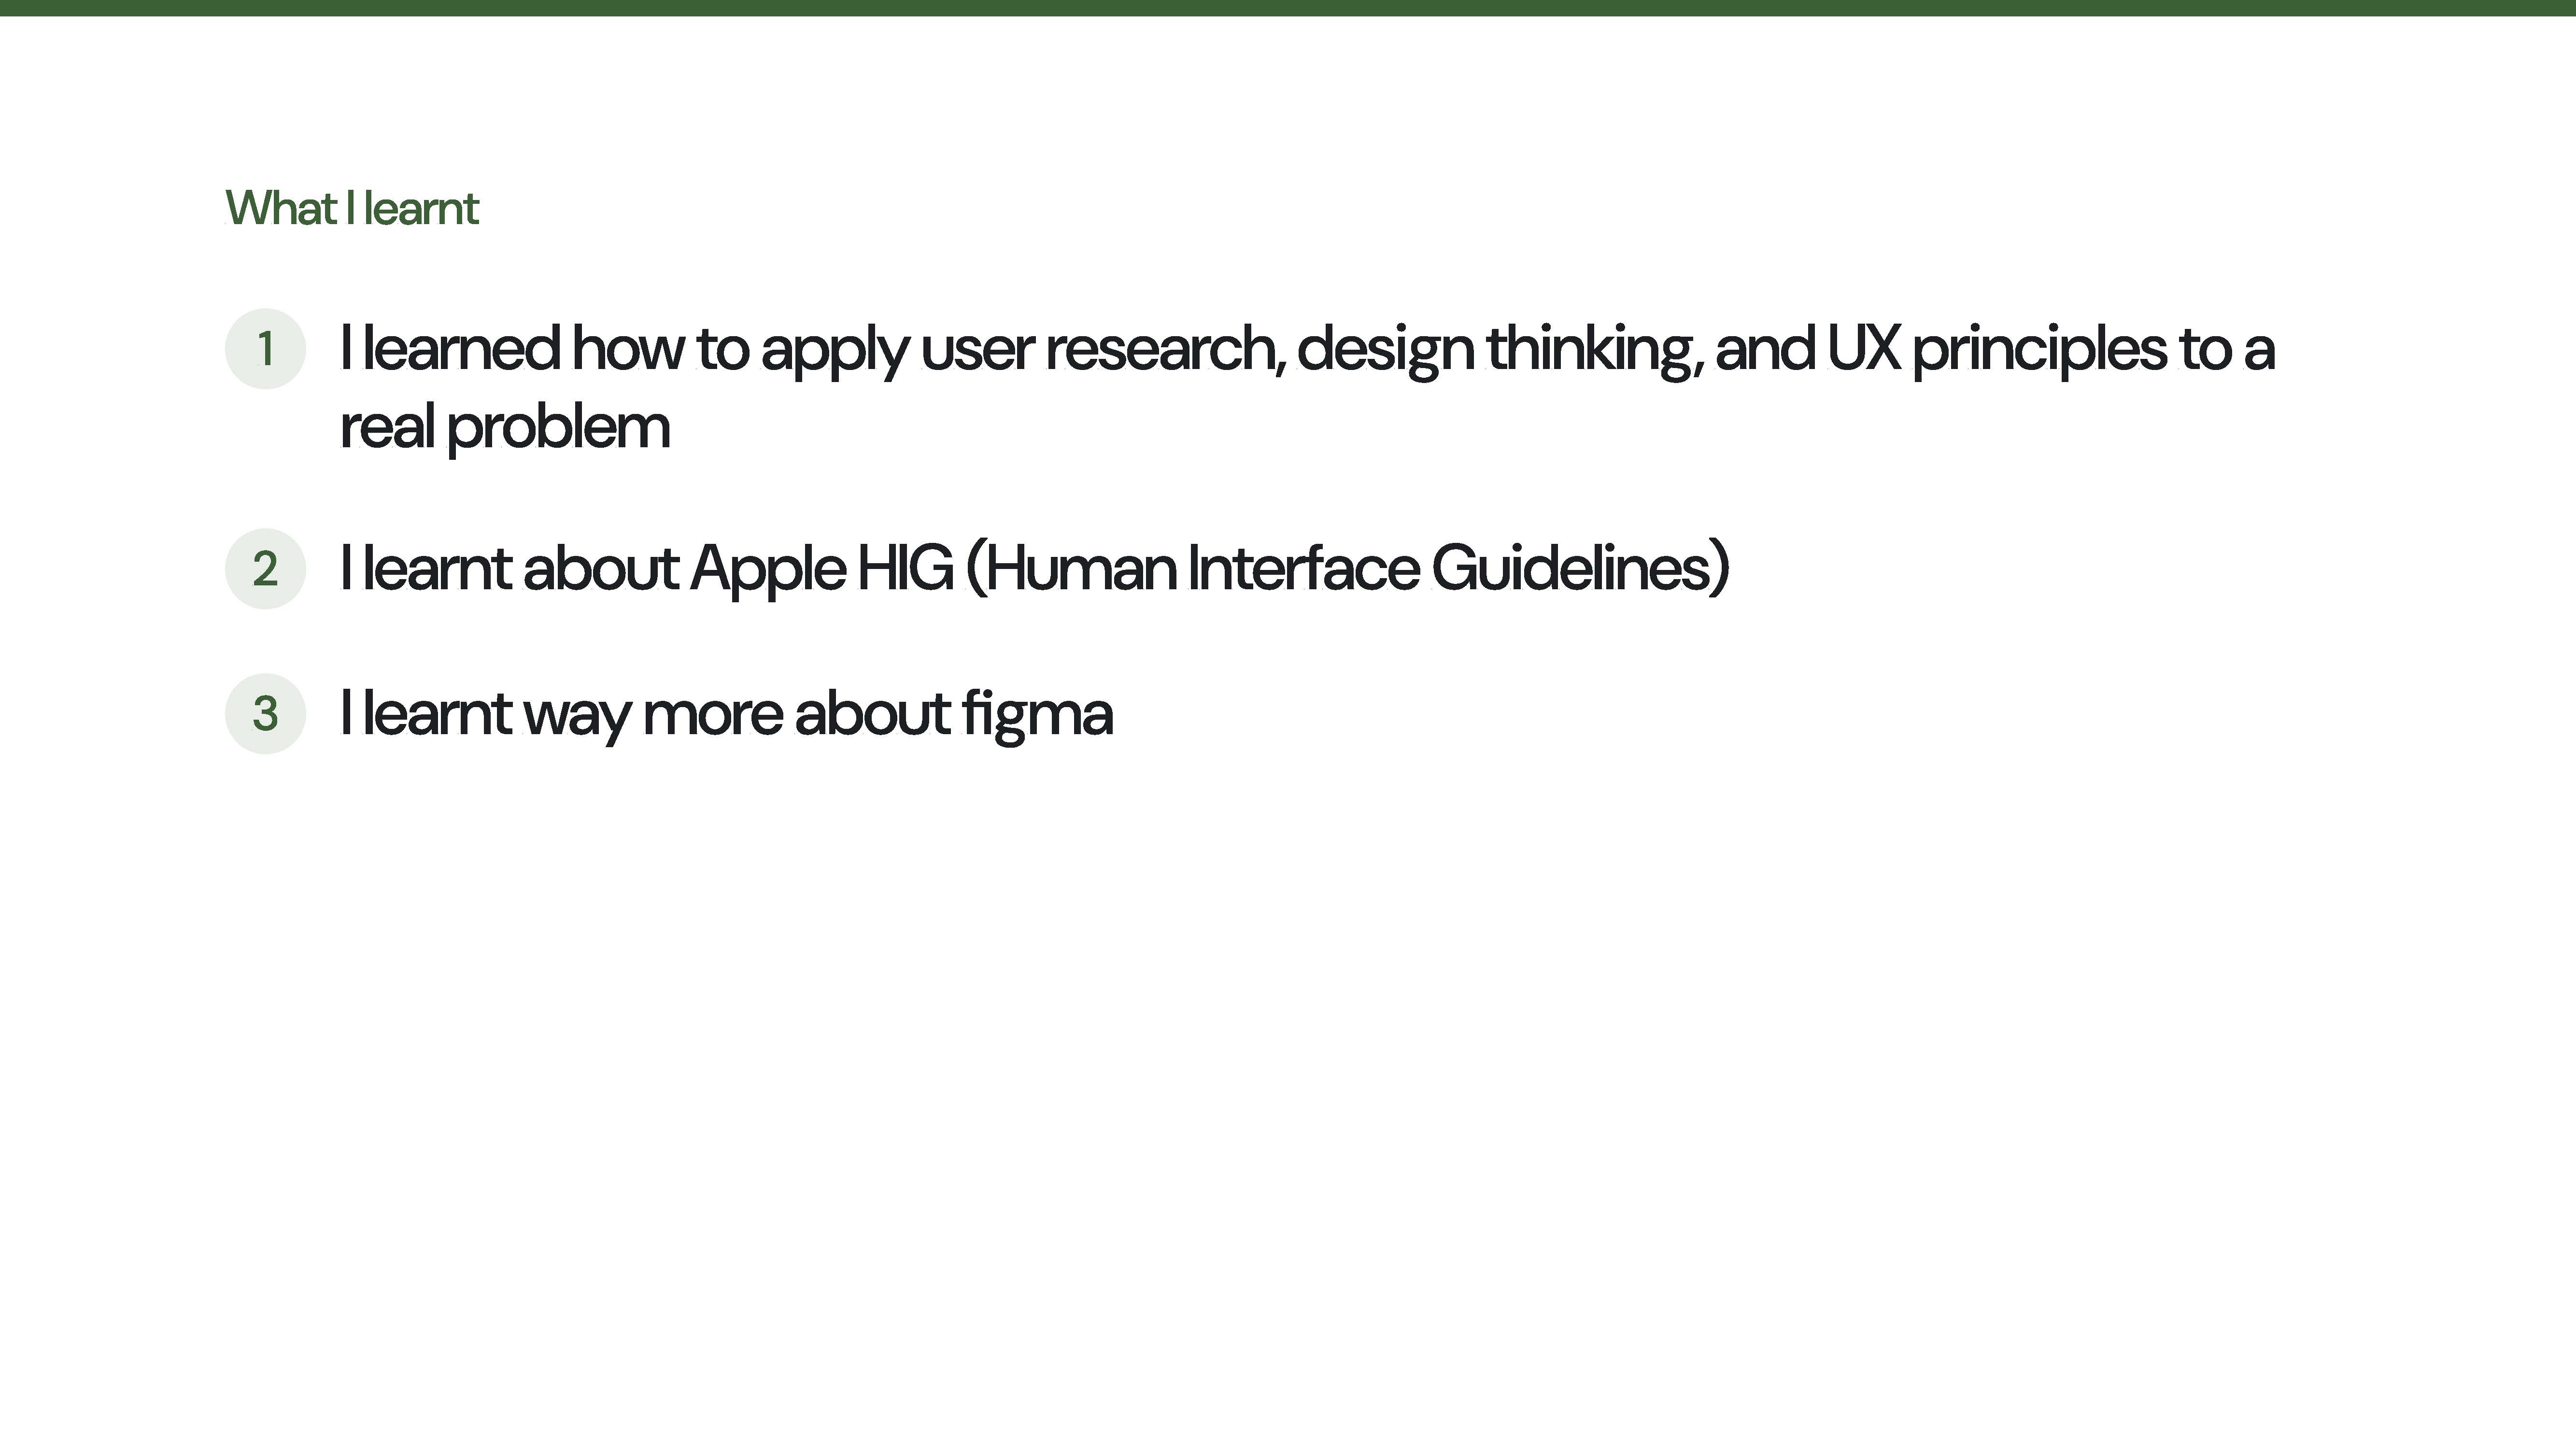 What I learnt
1 I learned how to apply user research, design thinking, and UX principles to a
real problem
2 I learnt about Apple HIG (Human Interface Guidelines)
3 I learnt way more about figma